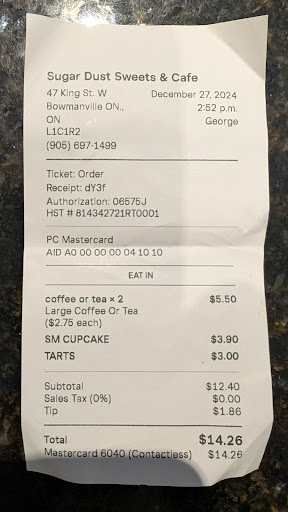 Sugar Dust Sweets & Cafe
47 King St. W December 27, 2024
Bowmanville ON., 2:52 p.m.
ON George
L1C1R2
(905) 697-1499
Ticket: Order
Receipt: dY3f
Authorization: 06575J
HST # 814342721RT0001
PC Mastercard
AID A0 00 00 00 04 10 10
EAT IN
coffee or tea × 2 $5.50
Large Coffee Or Tea
($2.75 each)
SM CUPCAKE $3.90
TARTS $3.00
Subtotal $12.40
Sales Tax (0%) $0.00
Tip $1.86
Total $14.26
Mastercard 6040 (Contactless) $14.26